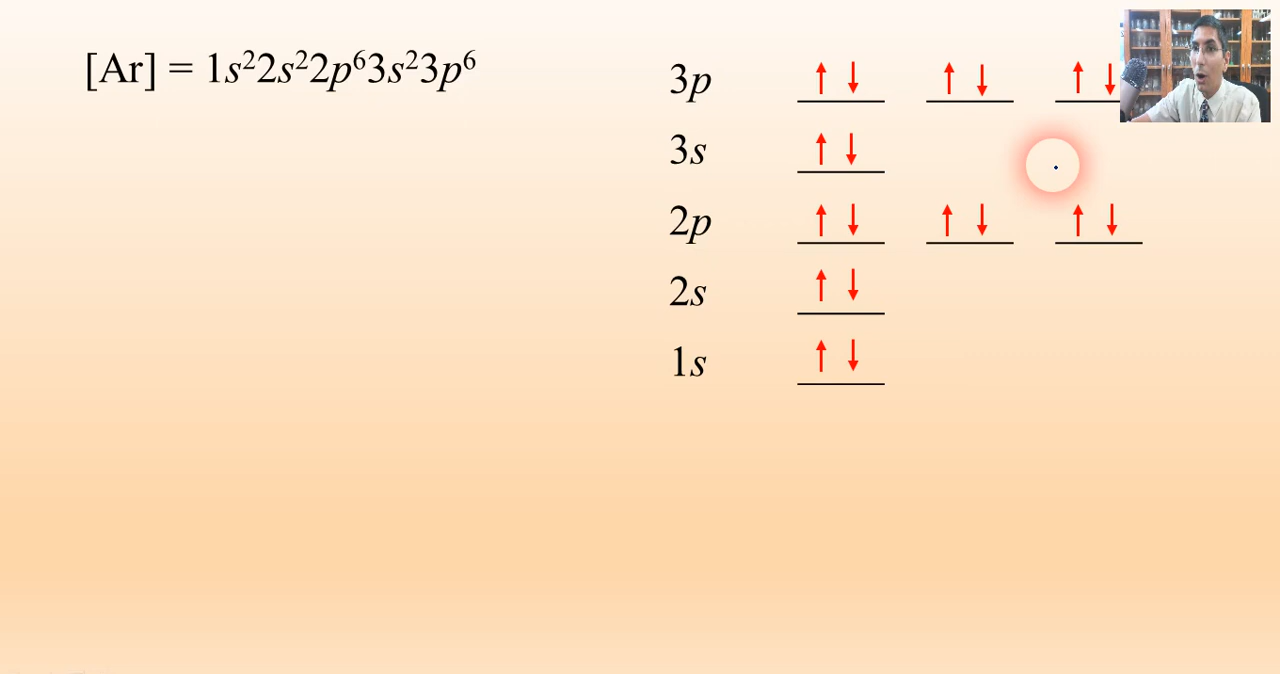 [Ar] = 1s²2s²2p⁶3s²3p⁶
3p
3s
2p
2s
1s